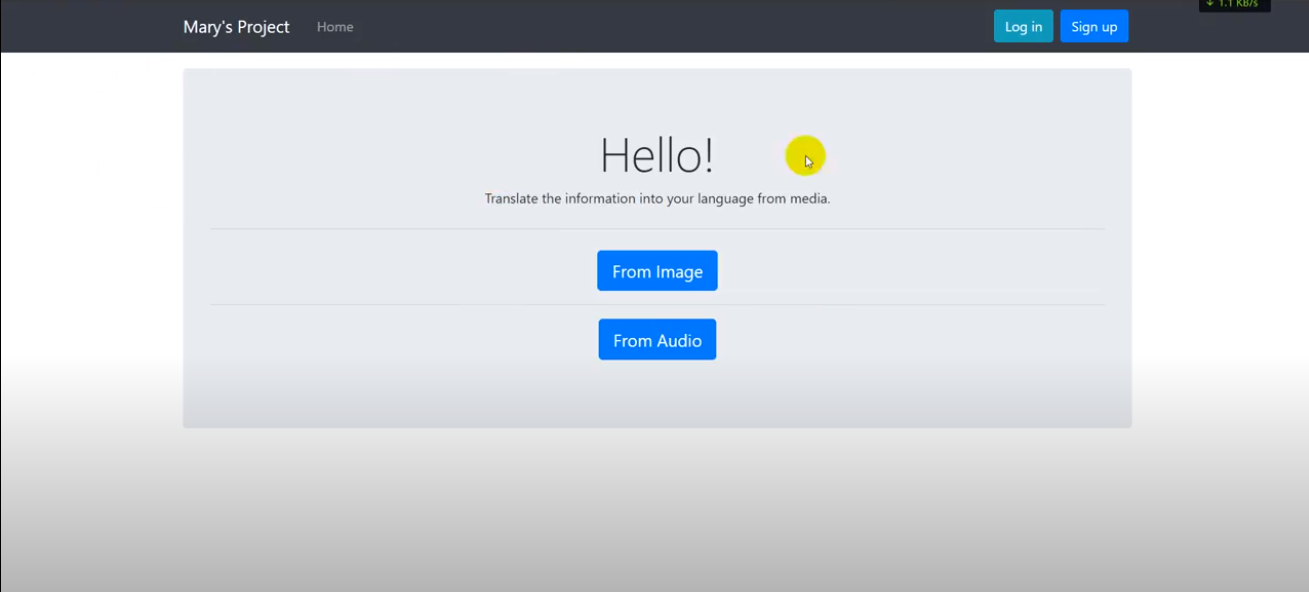 ↓ 1.1 KB/s
Mary's Project Home Log in Sign up
Hello!
Translate the information into your language from media.
From Image
From Audio